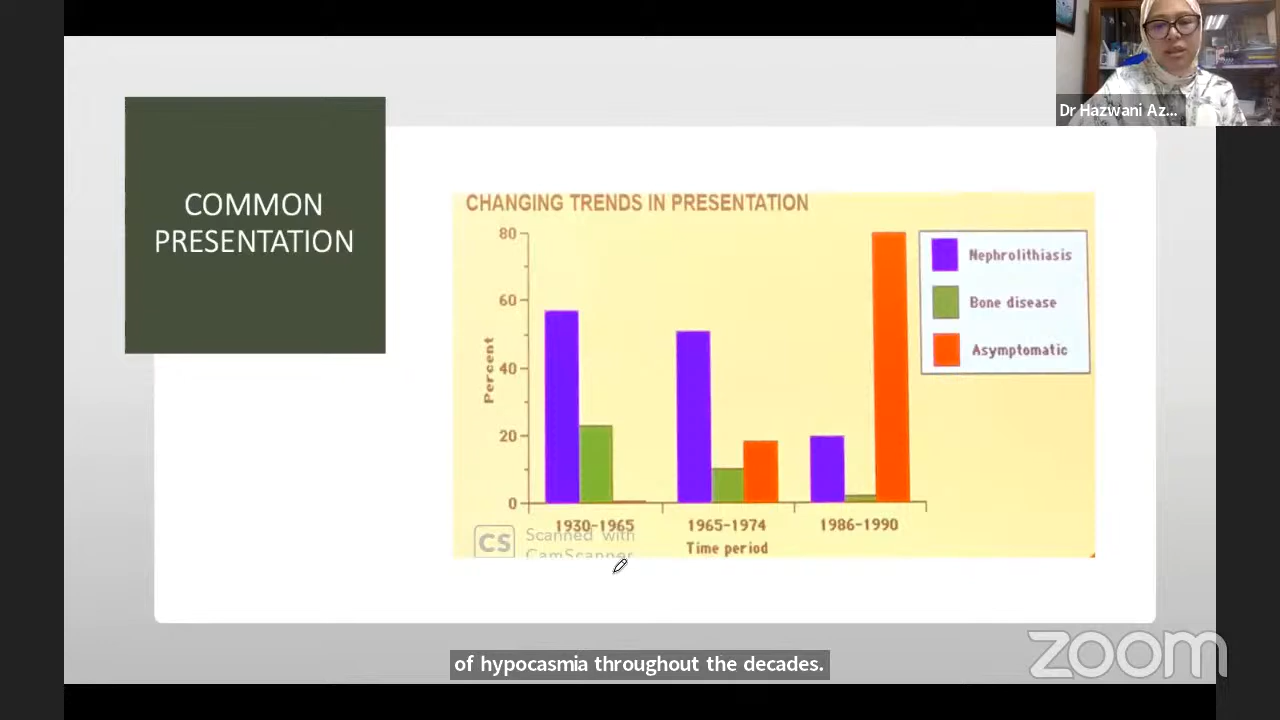 Dr Hazwani Az...
COMMON
PRESENTATION
CHANGING TRENDS IN PRESENTATION
80
60
40
20
0
Percent
Nephrolithiasis
Bone disease
Asymptomatic
1930-1965
1965-1974
1986-1990
Time period
CS
Scanned with
CamScanner
zoom
of hypocasmia throughout the decades.